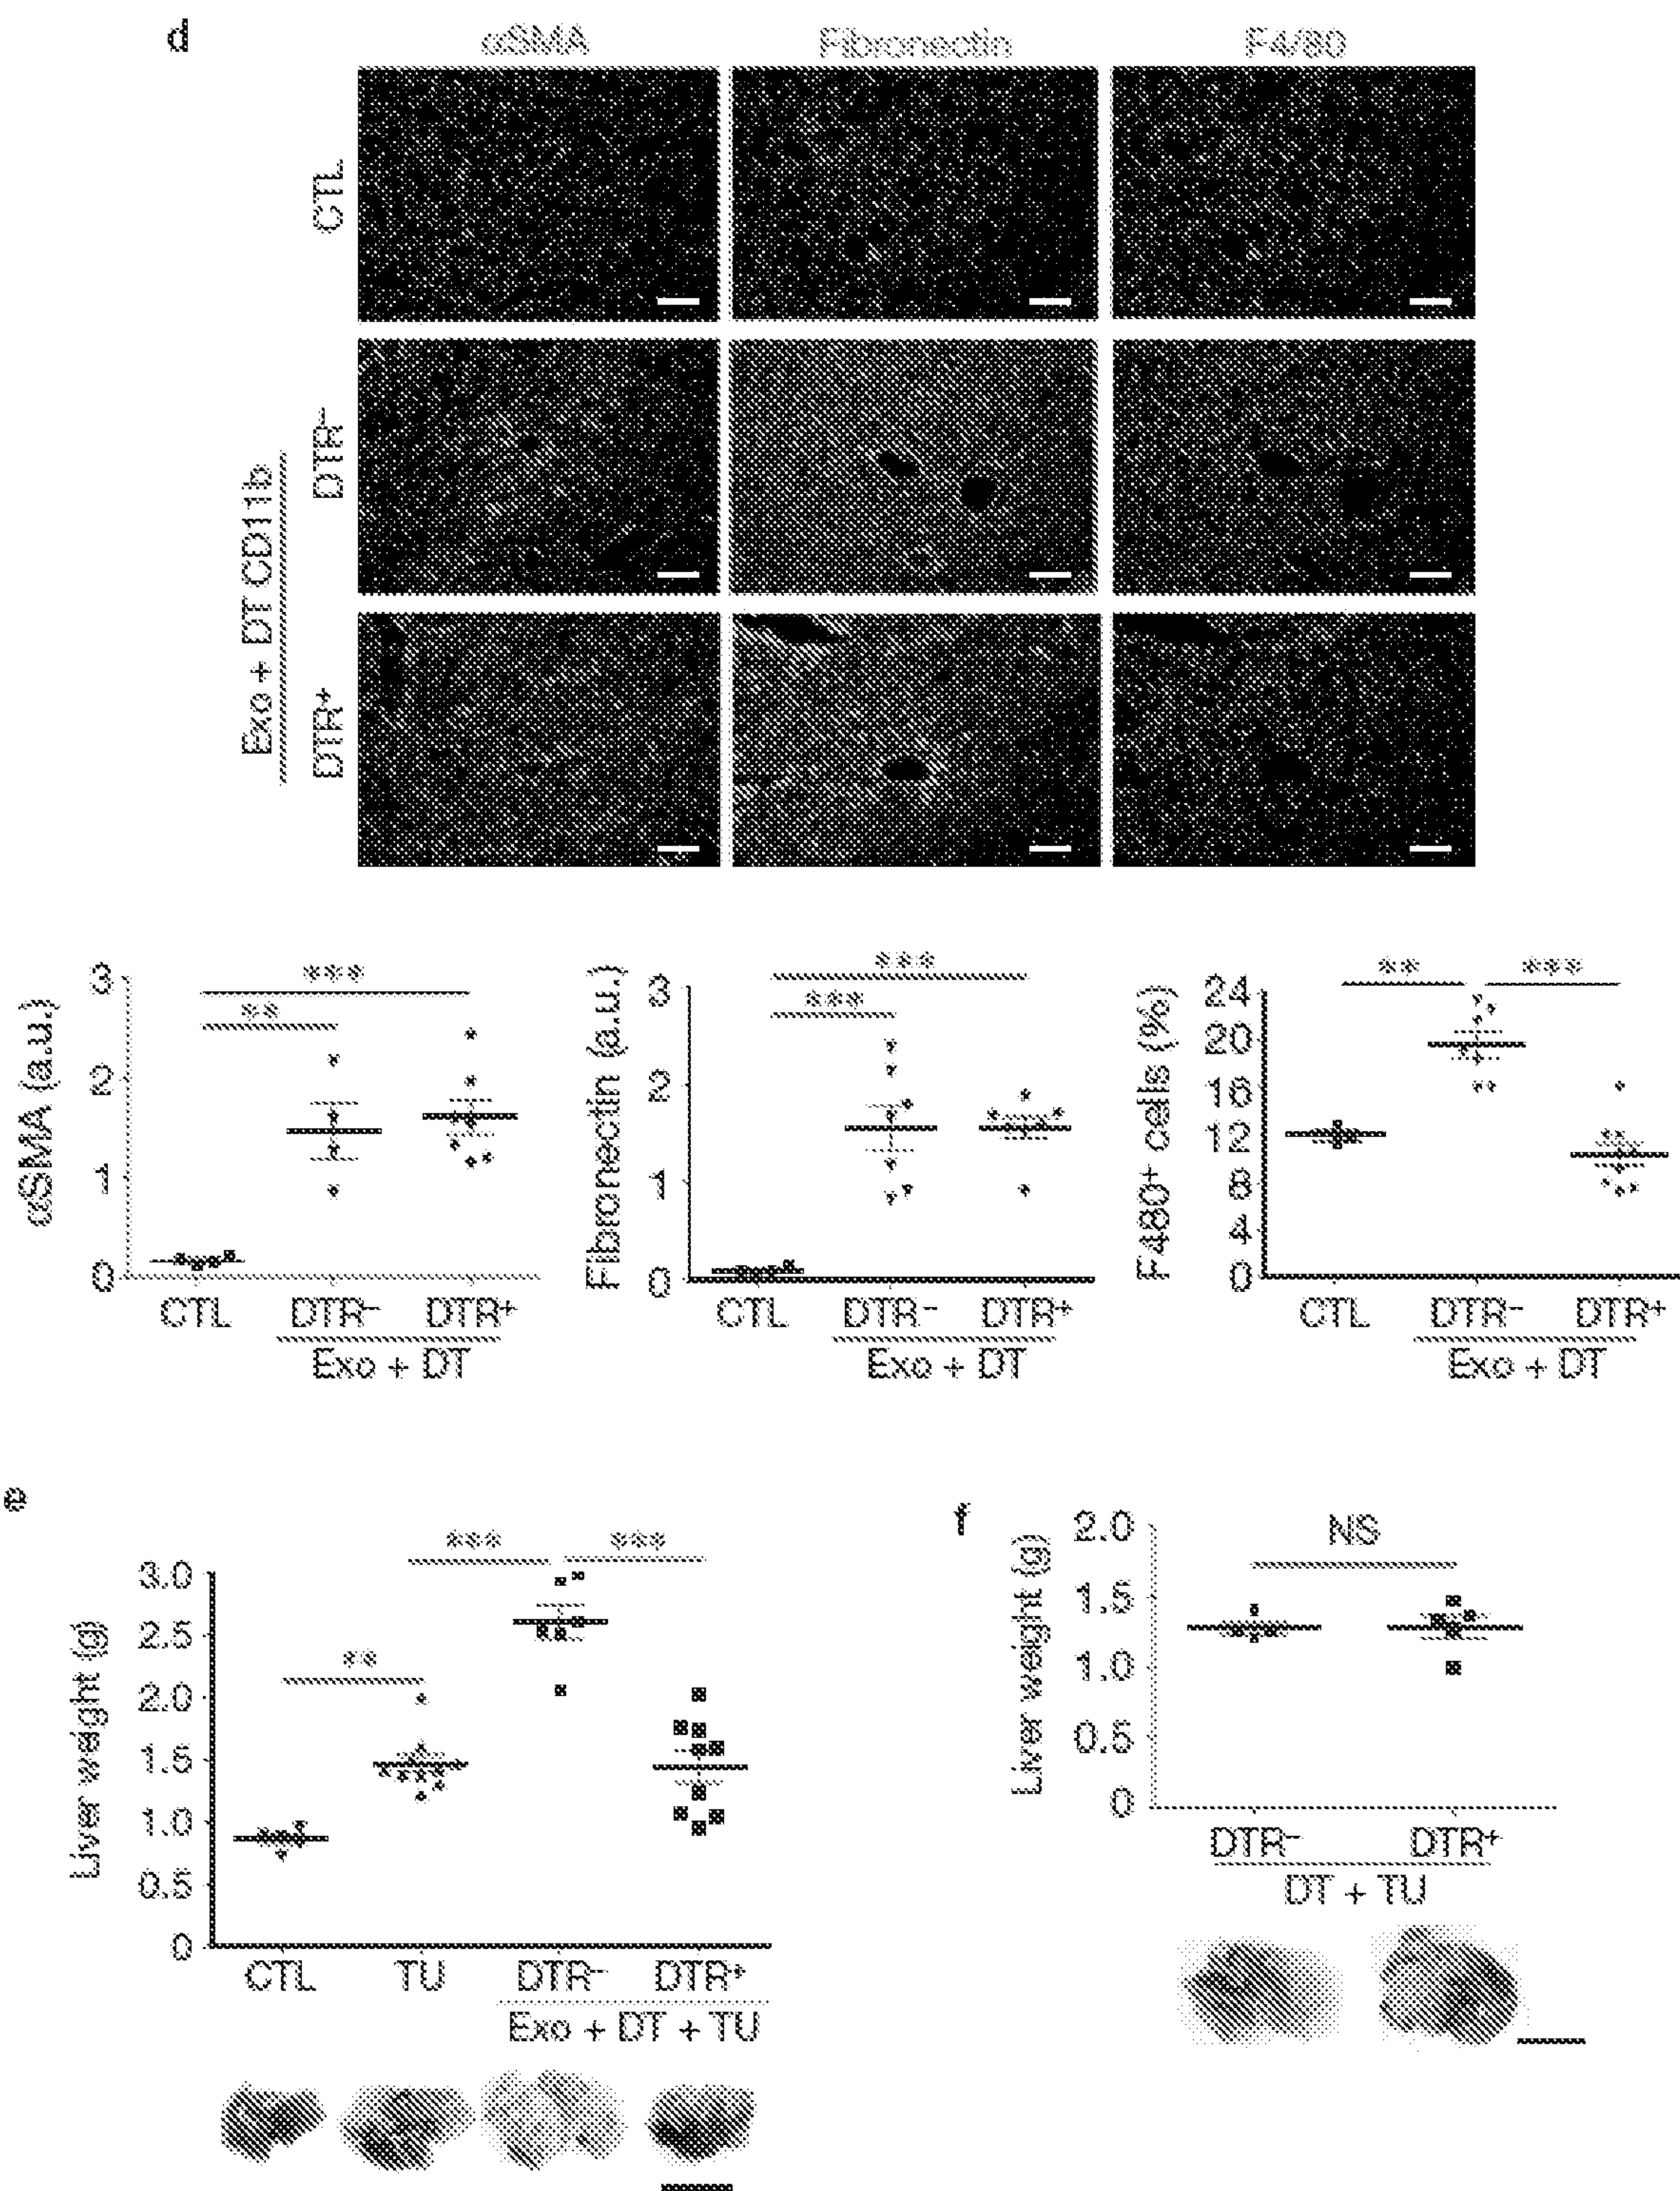 d
αSMA Fibronectin F4/80
CTL
DTR−
DTR+
Exo + DT CD11b
αSMA (a.u.)
3
2
1
0
***
**
CTL DTR− DTR+
Exo + DT
Fibronectin (a.u.)
3
2
1
0
***
***
CTL DTR− DTR+
Exo + DT
F480+ cells (%)
24
20
16
12
8
4
0
** ***
CTL DTR− DTR+
Exo + DT
e
Liver weight (g)
3.0
2.5
2.0
1.5
1.0
0.5
0
*** ***
**
CTL TU DTR− DTR+
Exo + DT + TU
f
Liver weight (g)
2.0
1.5
1.0
0.5
0
NS
DTR− DTR+
DT + TU